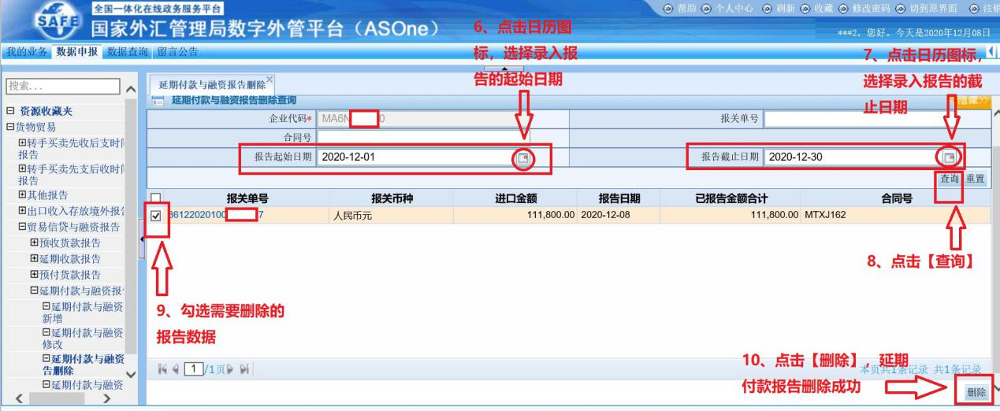 全国一体化在线政务服务平台
SAFE
国家外汇管理局数字外管平台（ASOne）
帮助 个人中心 刷新 收藏 修改密码 切到原界面
***2，您好。今天是2020年12月08日
我的业务 数据申报 数据查询 留言公告
6、点击日历图
标，选择录入报
告的起始日期
7、点击日历图标，
选择录入报告的截
止日期
搜索...
资源收藏夹
货物贸易
转手买卖先收后支时
报告
转手买卖先支后收时
报告
其他报告
出口收入存放境外报
贸易信贷与融资报告
预收货款报告
延期收款报告
预付货款报告
延期付款与融资报
延期付款与融资
新增
延期付款与融资
修改
延期付款与融资
告删除
延期付款与融资
延期付款与融资报告删除
延期付款与融资报告删除查询
隐藏>>
企业代码* MA6 0 报关单号
合同号
报告起始日期 2020-12-01 报告截止日期 2020-12-30
查询 重置
报关单号 报关币种 进口金额 报告日期 已报告金额合计 合同号
6122020100 7 人民币元 111,800.00 2020-12-08 111,800.00 MTXJ162
8、点击【查询】
9、勾选需要删除的
报告数据
1 /1页
本页共1条记录 共1条记录
10、点击【删除】，延期
付款报告删除成功
删除